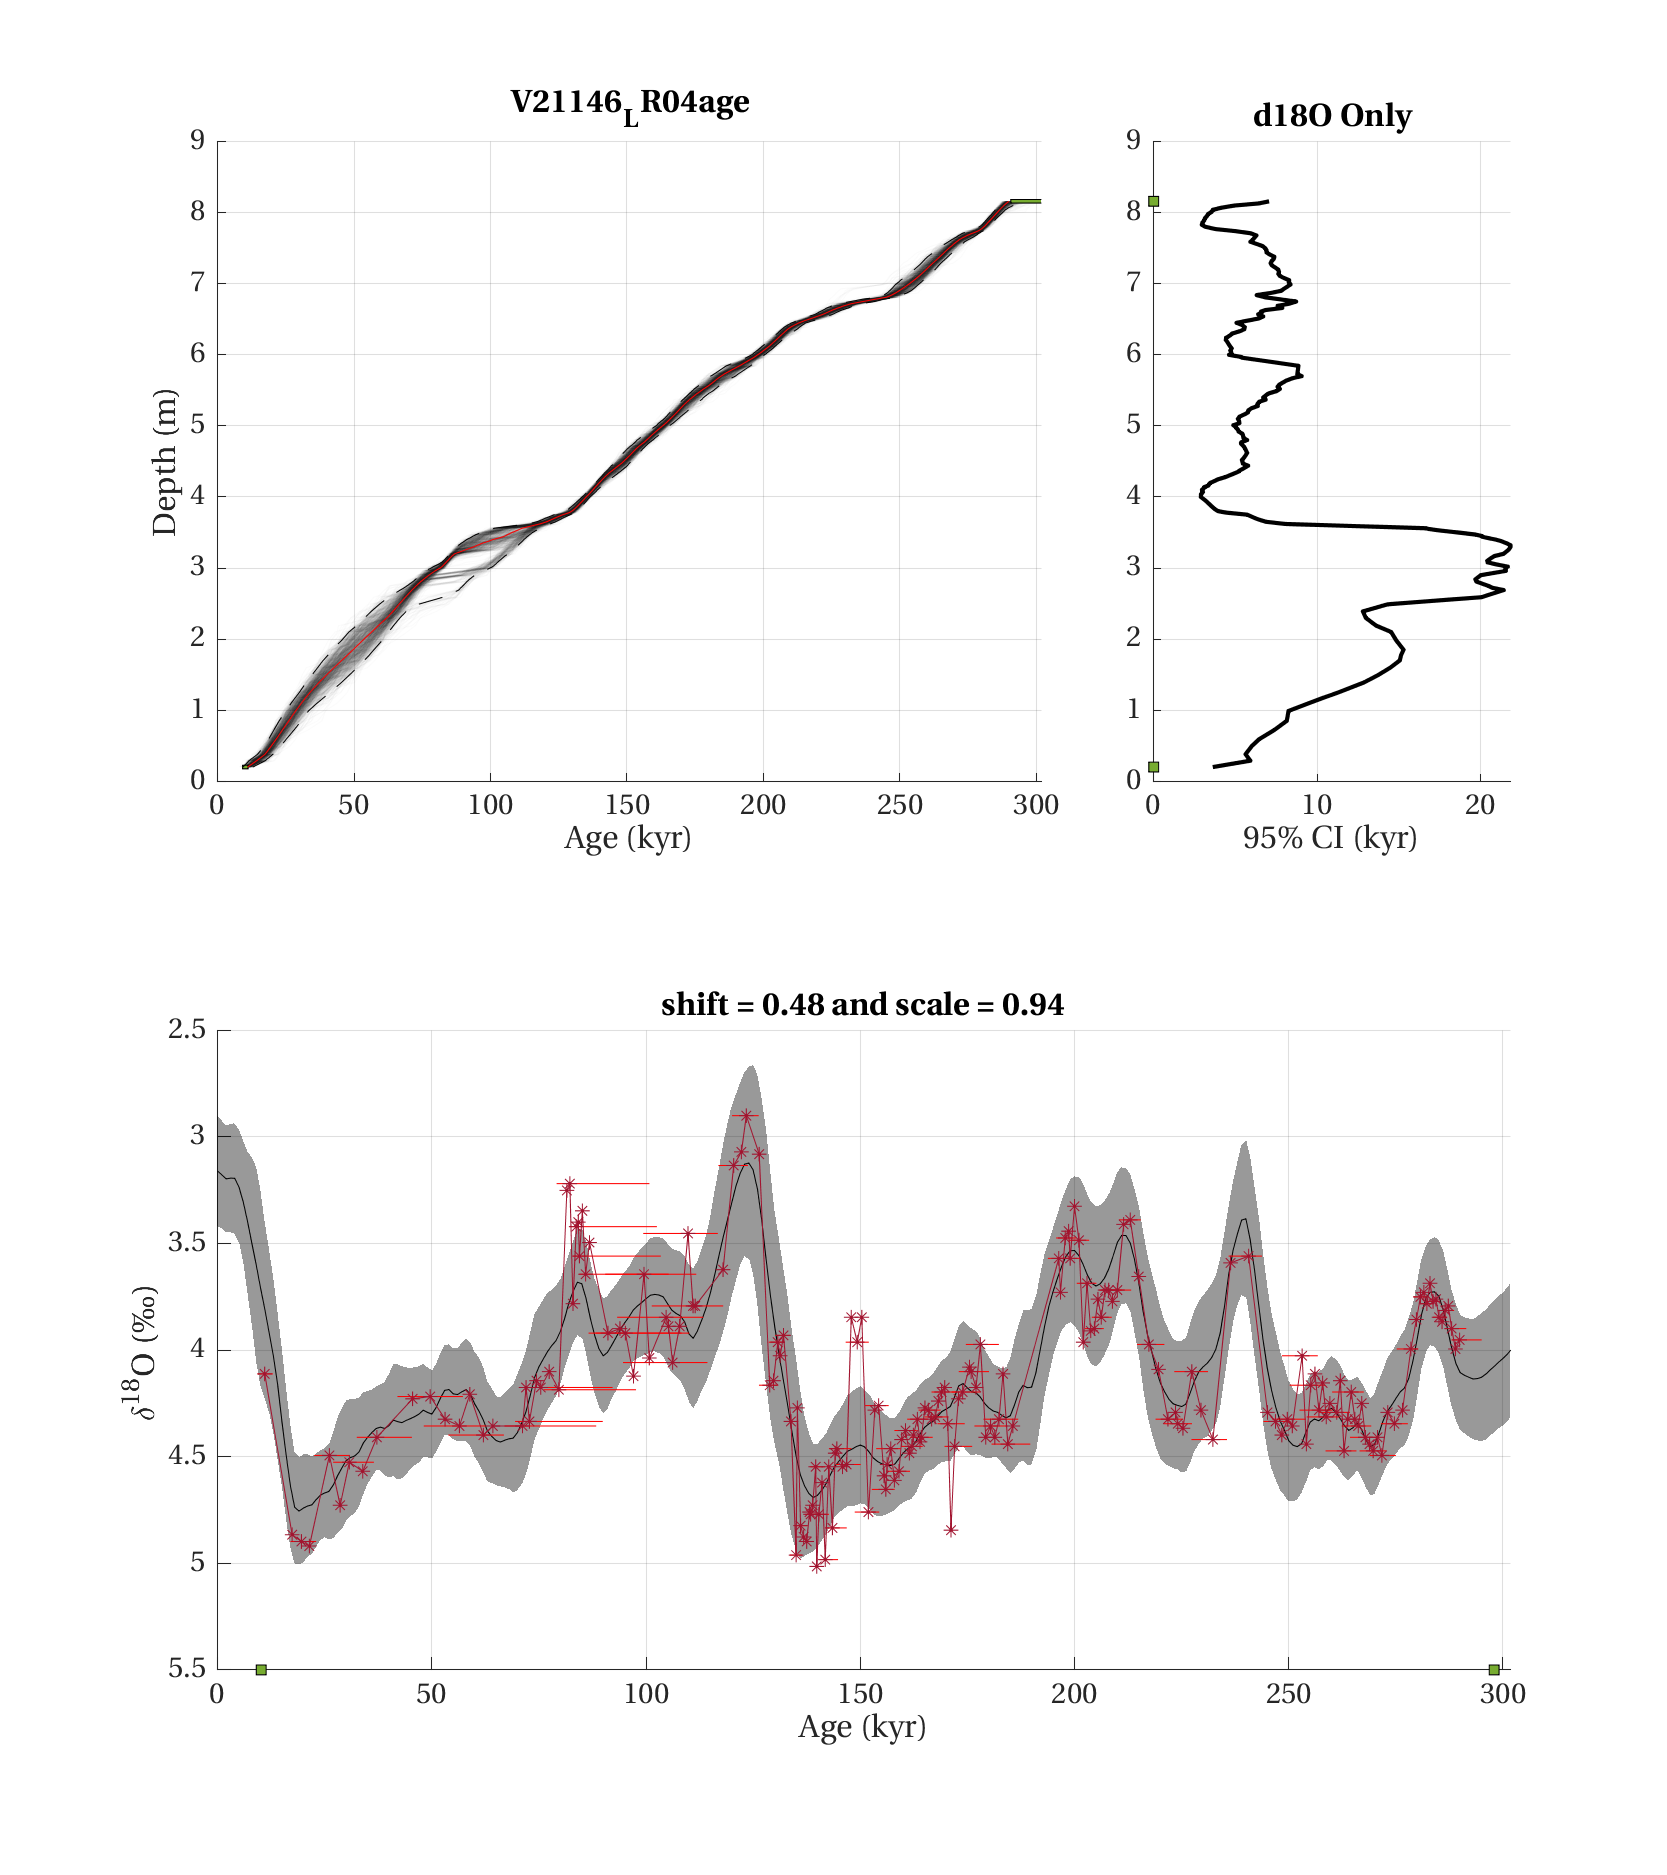 V21146LR04age
d18O Only
9
8
7
6
5
4
3
2
1
0
Depth (m)
0 50 100 150 200 250 300
Age (kyr)
9
8
7
6
5
4
3
2
1
0
0 10 20
95% CI (kyr)
shift = 0.48 and scale = 0.94
2.5
3
3.5
4
4.5
5
5.5
δ18O (‰)
0 50 100 150 200 250 300
Age (kyr)